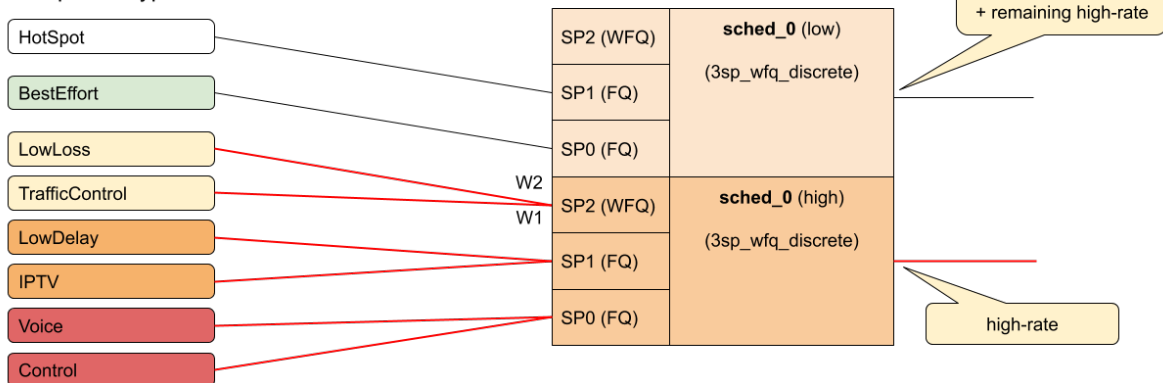 + remaining high-rate
HotSpot
BestEffort
LowLoss
TrafficControl
LowDelay
IPTV
Voice
Control
W2
W1
SP2 (WFQ)
SP1 (FQ)
SP0 (FQ)
SP2 (WFQ)
SP1 (FQ)
SP0 (FQ)
sched_0 (low)
(3sp_wfq_discrete)
sched_0 (high)
(3sp_wfq_discrete)
high-rate